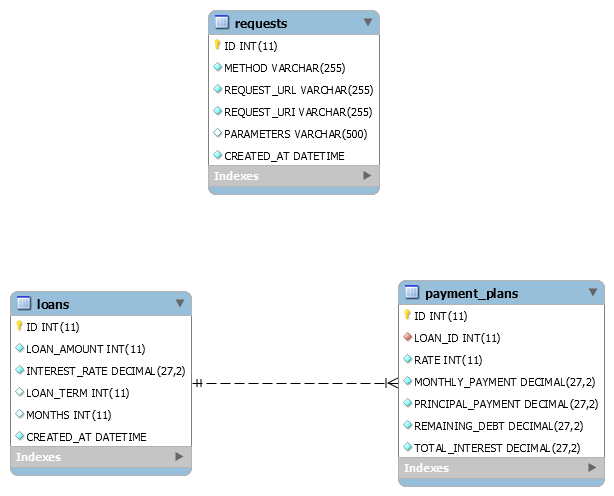 requests
ID INT(11)
METHOD VARCHAR(255)
REQUEST_URL VARCHAR(255)
REQUEST_URI VARCHAR(255)
PARAMETERS VARCHAR(500)
CREATED_AT DATETIME
Indexes
loans
ID INT(11)
LOAN_AMOUNT INT(11)
INTEREST_RATE DECIMAL(27,2)
LOAN_TERM INT(11)
MONTHS INT(11)
CREATED_AT DATETIME
Indexes
payment_plans
ID INT(11)
LOAN_ID INT(11)
RATE INT(11)
MONTHLY_PAYMENT DECIMAL(27,2)
PRINCIPAL_PAYMENT DECIMAL(27,2)
REMAINING_DEBT DECIMAL(27,2)
TOTAL_INTEREST DECIMAL(27,2)
Indexes